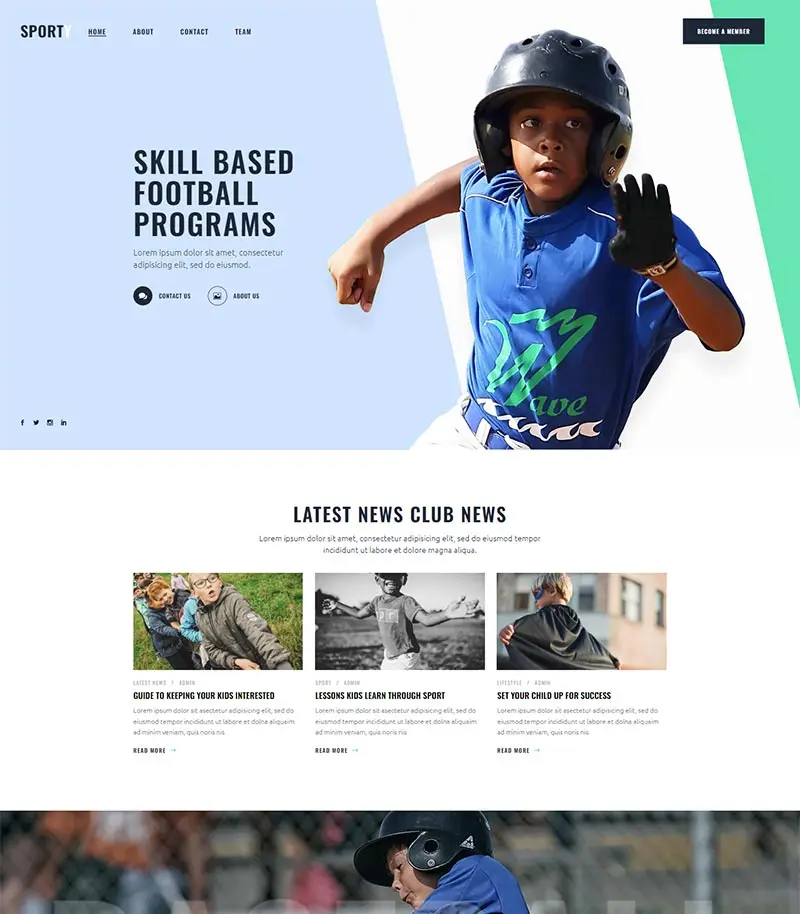 SPORTY
HOME
ABOUT
CONTACT
TEAM
BECOME A MEMBER
SKILL BASED
FOOTBALL
PROGRAMS
Lorem ipsum dolor sit amet, consectetur
adipisicing elit, sed do eiusmod.
CONTACT US
ABOUT US
Wave
LATEST NEWS CLUB NEWS
Lorem ipsum dolor sit amet, consectetur adipisicing elit, sed do eiusmod tempor
incididunt ut labore et dolore magna aliqua.
LATEST NEWS / ADMIN
GUIDE TO KEEPING YOUR KIDS INTERESTED
Lorem ipsum dolor sit asectetur adipisicing elit, sed do
eiusmod tempor incididunt ut labore et dolna aliquaim
ad minim veniam, quis noris nis.
READ MORE →
SPORT / ADMIN
LESSONS KIDS LEARN THROUGH SPORT
Lorem ipsum dolor sit asectetur adipisicing elit, sed do
eiusmod tempor incididunt ut labore et dolna aliquaim
ad minim veniam, quis noris nis.
READ MORE →
LIFESTYLE / ADMIN
SET YOUR CHILD UP FOR SUCCESS
Lorem ipsum dolor sit asectetur adipisicing elit, sed do
eiusmod tempor incididunt ut labore et dolna aliquaim
ad minim veniam, quis noris nis.
READ MORE →